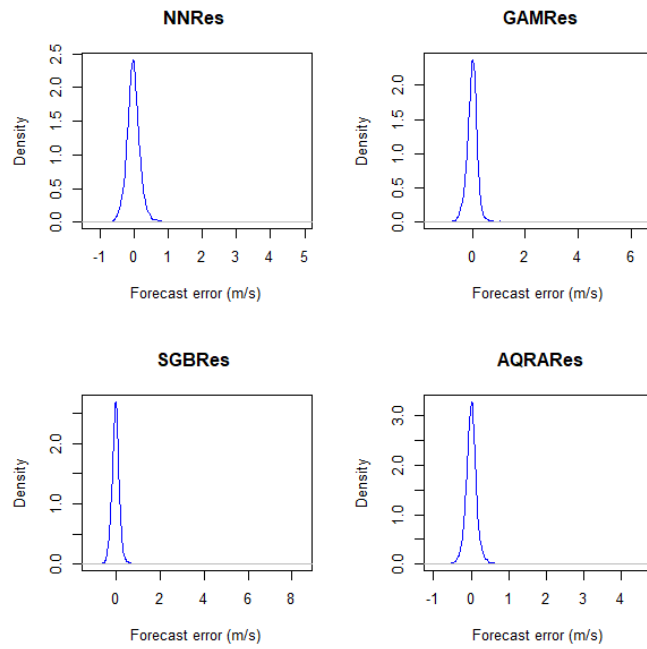 NNRes
GAMRes
Density
0.0 0.5 1.0 1.5 2.0 2.5
-1 0 1 2 3 4 5
Forecast error (m/s)
Density
0.0 0.5 1.0 1.5 2.0
0 2 4 6
Forecast error (m/s)
SGBRes
AQRARes
Density
0.0 1.0 2.0
0 2 4 6 8
Forecast error (m/s)
Density
0.0 1.0 2.0 3.0
-1 0 1 2 3 4
Forecast error (m/s)